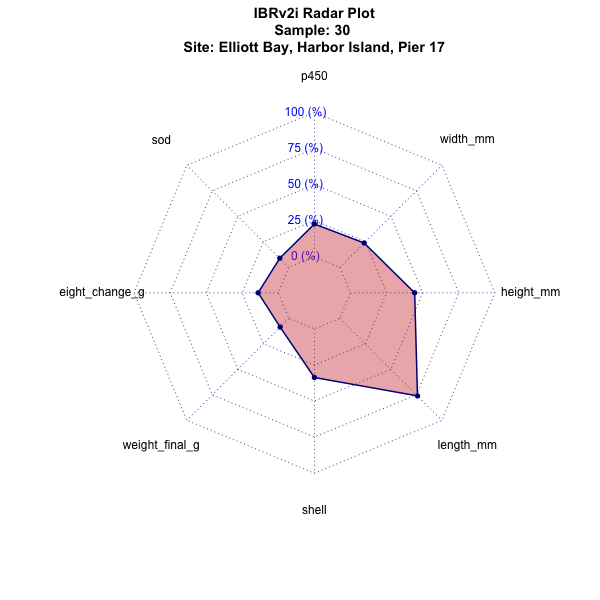 IBRv2i Radar Plot
Sample: 30
Site: Elliott Bay, Harbor Island, Pier 17
p450
100 (%)
sod
width_mm
75 (%)
50 (%)
25 (%)
0 (%)
eight_change_g
height_mm
weight_final_g
length_mm
shell